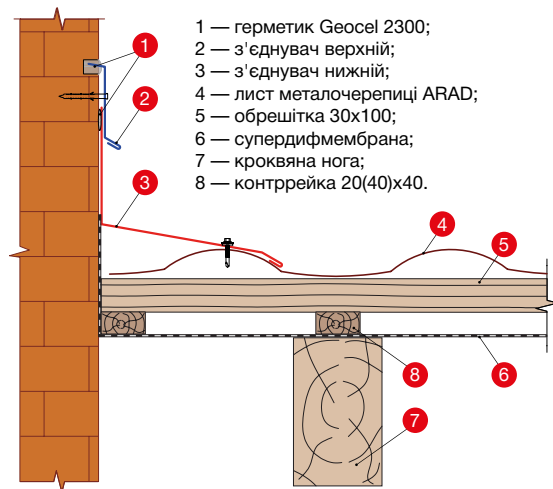 1 — герметик Geocel 2300;
2 — з'єднувач верхній;
3 — з'єднувач нижній;
4 — лист металочерепиці ARAD;
5 — обрешітка 30х100;
6 — супердифмембрана;
7 — кроквяна нога;
8 — контррейка 20(40)х40.
1
2
3
4
5
8
6
7